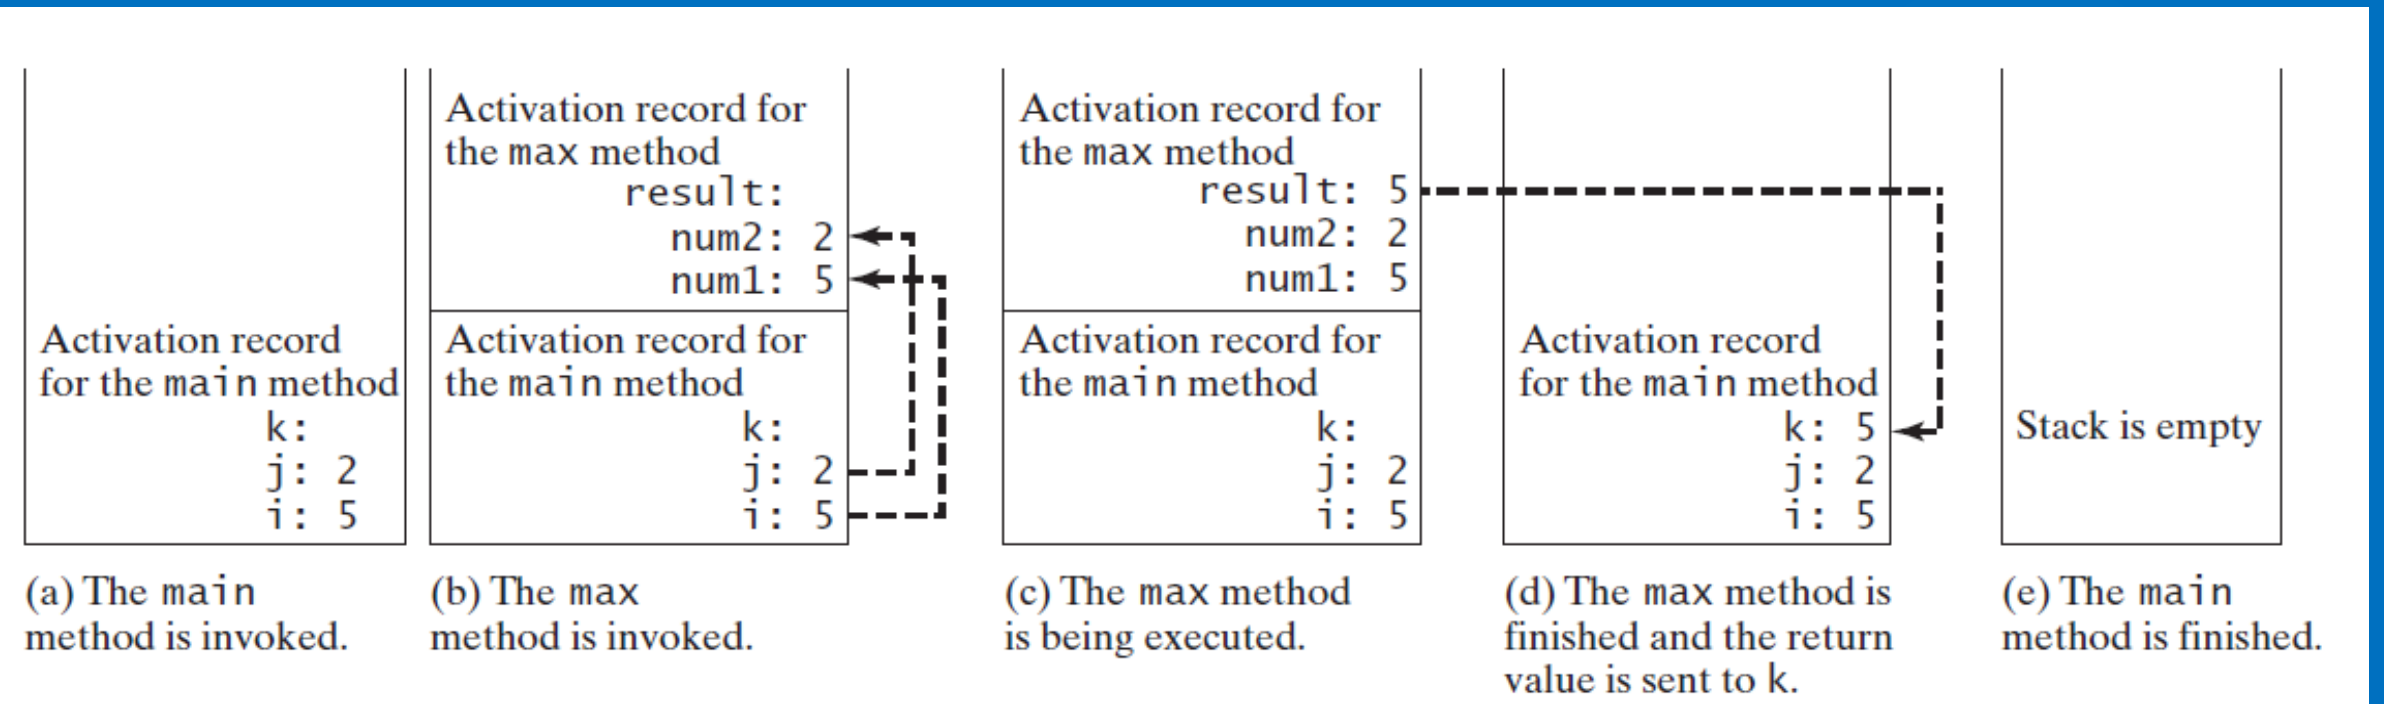 Activation record
for the main method
k:
j: 2
i: 5
(a) The main
method is invoked.
Activation record for
the max method
result:
num2: 2
num1: 5
Activation record for
the main method
k:
j: 2
i: 5
(b) The max
method is invoked.
Activation record for
the max method
result: 5
num2: 2
num1: 5
Activation record for
the main method
k:
j: 2
i: 5
(c) The max method
is being executed.
Activation record
for the main method
k: 5
j: 2
i: 5
(d) The max method is
finished and the return
value is sent to k.
Stack is empty
(e) The main
method is finished.